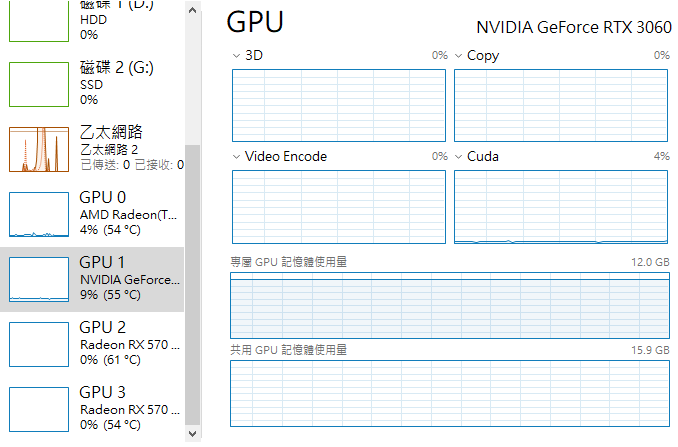 磁碟 1 (D:)
HDD
0%
磁碟 2 (G:)
SSD
0%
乙太網路
乙太網路 2
已傳送: 0 已接收: 0
GPU 0
AMD Radeon(T...
4% (54 °C)
GPU 1
NVIDIA GeForce...
9% (55 °C)
GPU 2
Radeon RX 570 ...
0% (61 °C)
GPU 3
Radeon RX 570 ...
0% (54 °C)
GPU
NVIDIA GeForce RTX 3060
3D 0%
Copy 0%
Video Encode 0%
Cuda 4%
專屬 GPU 記憶體使用量 12.0 GB
共用 GPU 記憶體使用量 15.9 GB